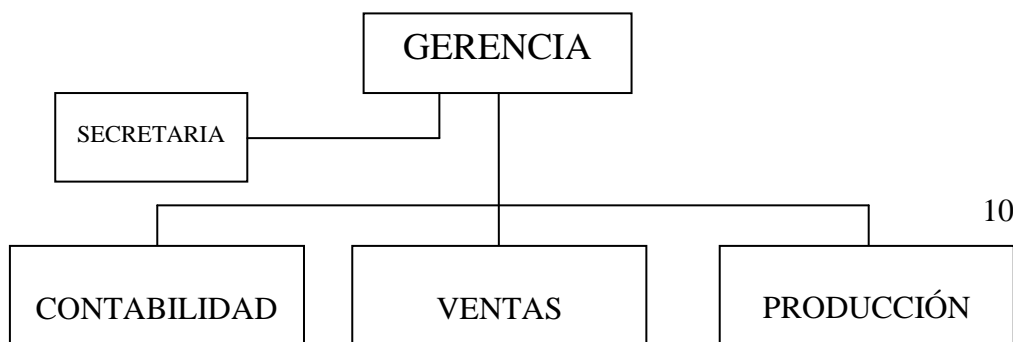 GERENCIA
SECRETARIA
10
CONTABILIDAD
VENTAS
PRODUCCIÓN